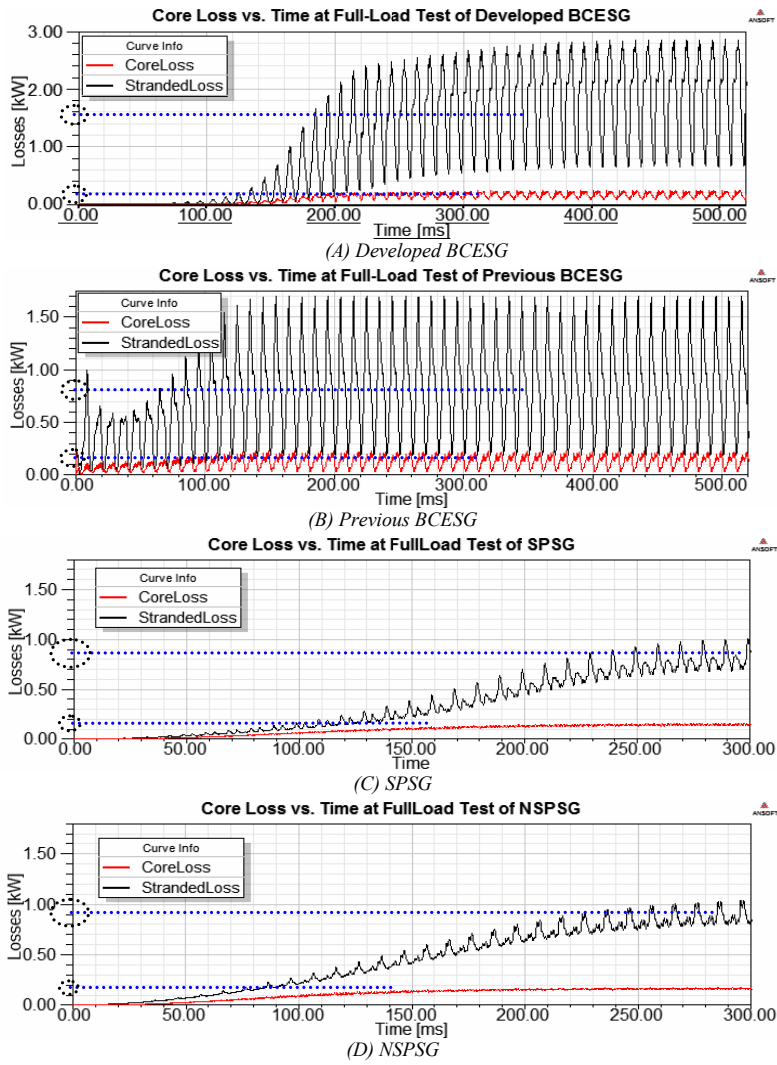 Core Loss vs. Time at Full-Load Test of Developed BCESG
ANSOFT
3.00
Curve Info
CoreLoss
StrandedLoss
2.00
Losses [kW]
1.00
0.00
0.00 100.00 200.00 300.00 400.00 500.00
Time [ms]
(A) Developed BCESG
Core Loss vs. Time at Full-Load Test of Previous BCESG
ANSOFT
Curve Info
CoreLoss
StrandedLoss
1.50
Losses [kW]
1.00
0.50
0.00
0.00 100.00 200.00 300.00 400.00 500.00
Time [ms]
(B) Previous BCESG
Core Loss vs. Time at FullLoad Test of SPSG
ANSOFT
Curve Info
CoreLoss
StrandedLoss
1.50
Losses [kW]
1.00
0.50
0.00
0.00 50.00 100.00 150.00 200.00 250.00 300.00
Time
(C) SPSG
Core Loss vs. Time at FullLoad Test of NSPSG
ANSOFT
Curve Info
CoreLoss
StrandedLoss
1.50
Losses [kW]
1.00
0.50
0.00
0.00 50.00 100.00 150.00 200.00 250.00 300.00
Time [ms]
(D) NSPSG